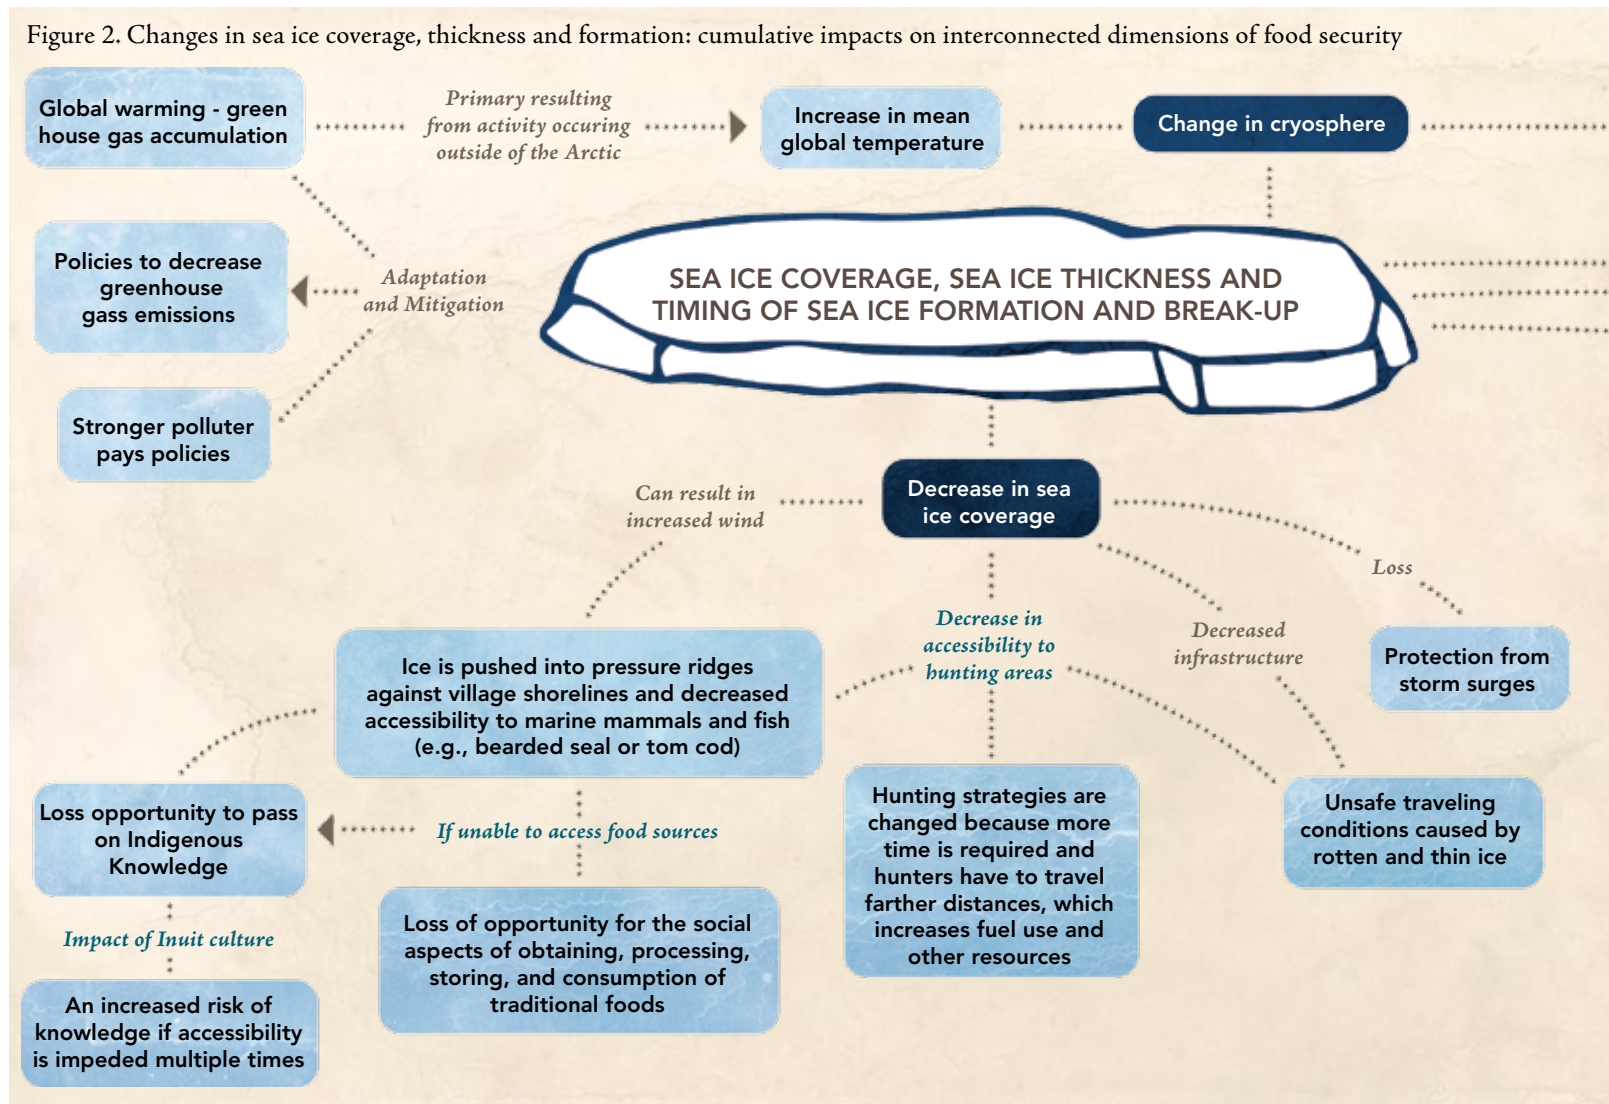 Figure 2. Changes in sea ice coverage, thickness and formation: cumulative impacts on interconnected dimensions of food security
Global warming - green
house gas accumulation
Primary resulting
from activity occuring
outside of the Arctic
Increase in mean
global temperature
Change in cryosphere
Policies to decrease
greenhouse
gass emissions
Adaptation
and Mitigation
Stronger polluter
pays policies
SEA ICE COVERAGE, SEA ICE THICKNESS AND
TIMING OF SEA ICE FORMATION AND BREAK-UP
Decrease in sea
ice coverage
Can result in
increased wind
Loss
Decrease in
accessibility to
hunting areas
Decreased
infrastructure
Protection from
storm surges
Ice is pushed into pressure ridges
against village shorelines and decreased
accessibility to marine mammals and fish
(e.g., bearded seal or tom cod)
Hunting strategies are
changed because more
time is required and
hunters have to travel
farther distances, which
increases fuel use and
other resources
Unsafe traveling
conditions caused by
rotten and thin ice
Loss opportunity to pass
on Indigenous
Knowledge
If unable to access food sources
Impact of Inuit culture
Loss of opportunity for the social
aspects of obtaining, processing,
storing, and consumption of
traditional foods
An increased risk of
knowledge if accessibility
is impeded multiple times